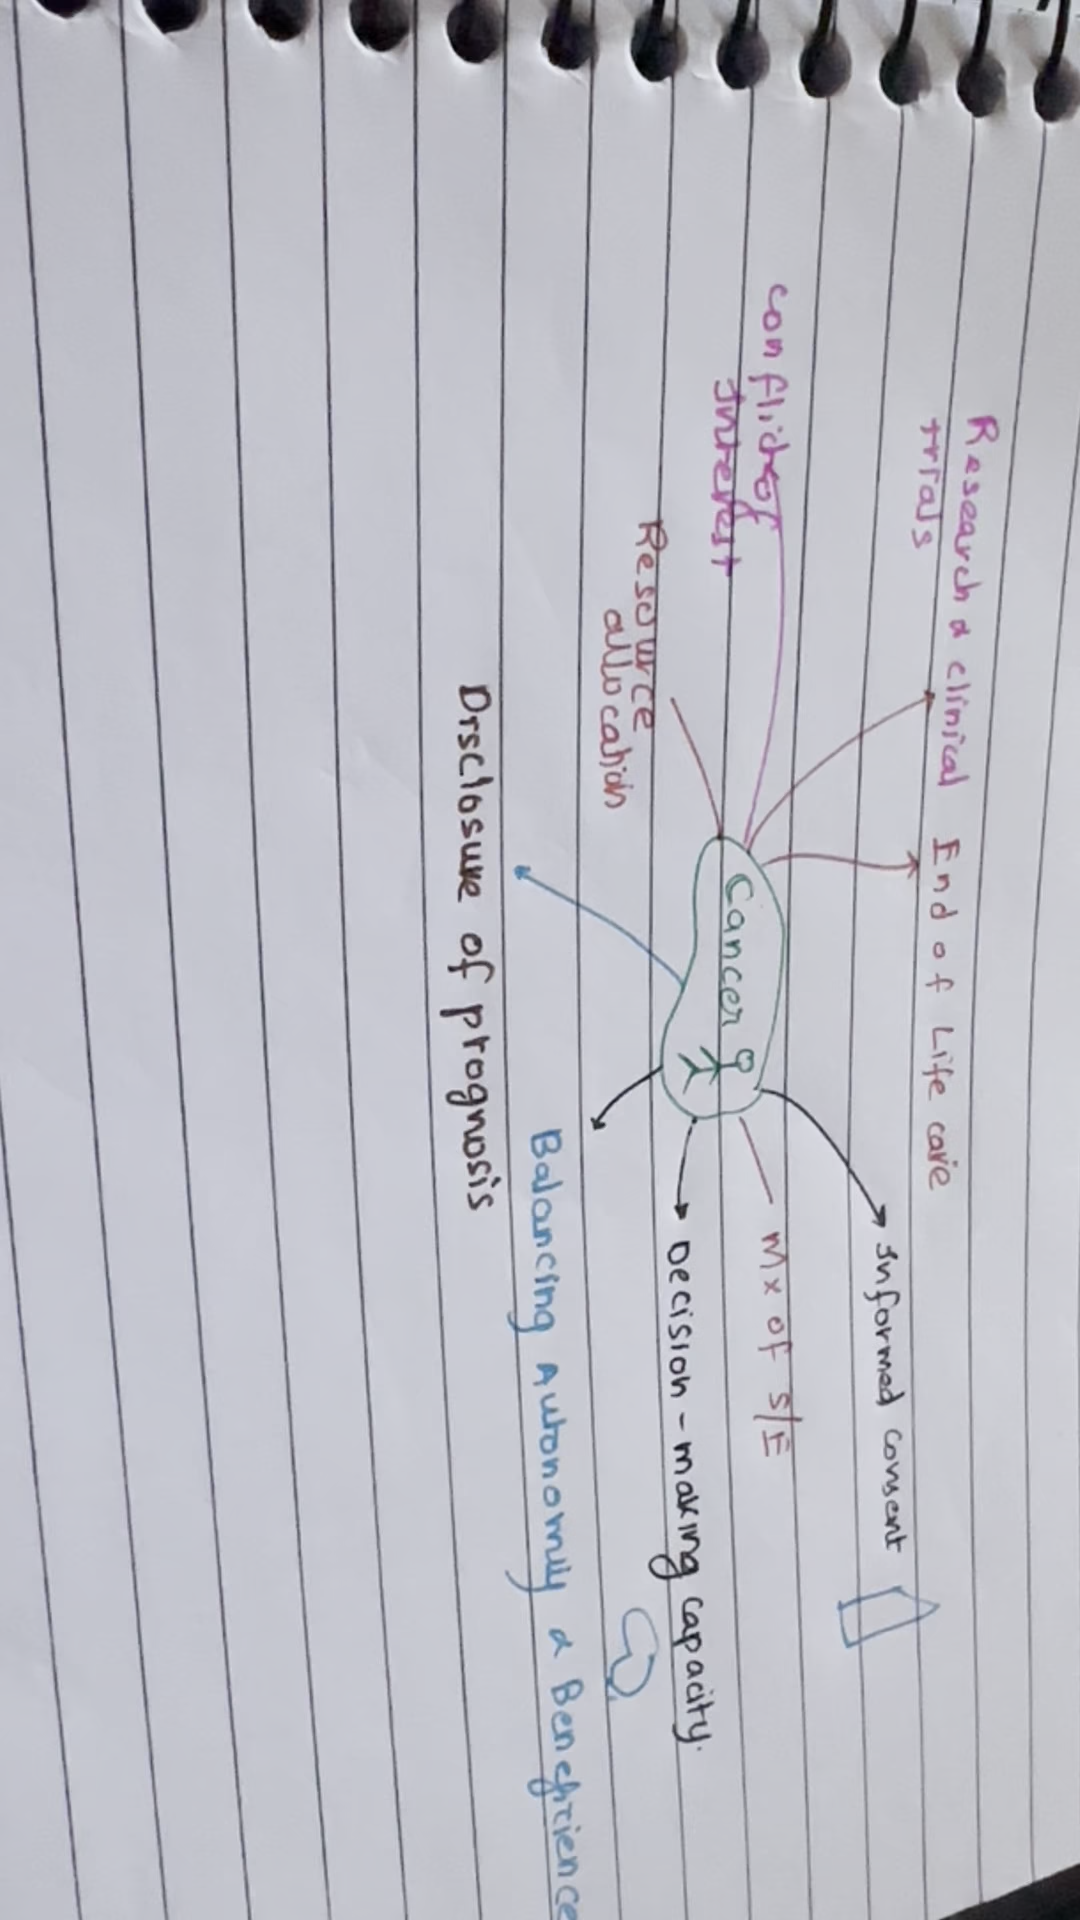 Research & clinical
trials
End of Life care
Informed consent
conflict of
Interest
Cancer
Mx of S/E
Resource
allocation
Decision-making capacity.
Balancing Autonomy & Beneficience
Disclosure of prognosis